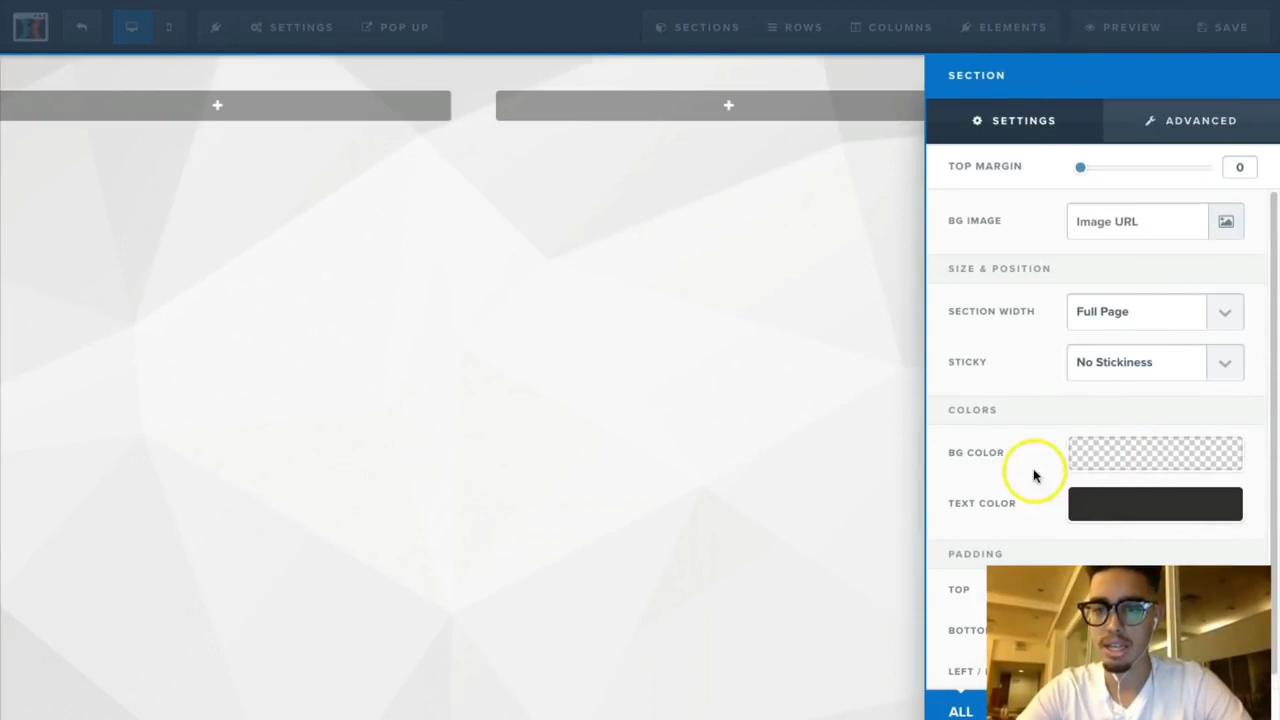 SETTINGS
POP UP
SECTIONS
ROWS
COLUMNS
ELEMENTS
PREVIEW
SAVE
SECTION
SETTINGS
ADVANCED
TOP MARGIN
0
BG IMAGE
Image URL
SIZE & POSITION
SECTION WIDTH
Full Page
STICKY
No Stickiness
COLORS
BG COLOR
TEXT COLOR
PADDING
TOP
LEFT /
ALL